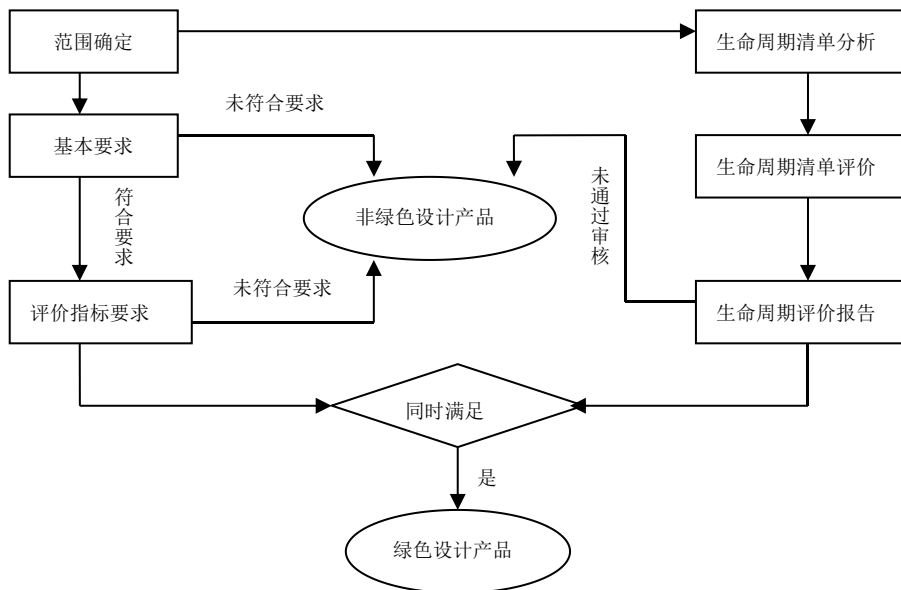 范围确定
生命周期清单分析
未符合要求
基本要求
生命周期清单评价
符合要求
未通过审核
非绿色设计产品
未符合要求
评价指标要求
生命周期评价报告
同时满足
是
绿色设计产品